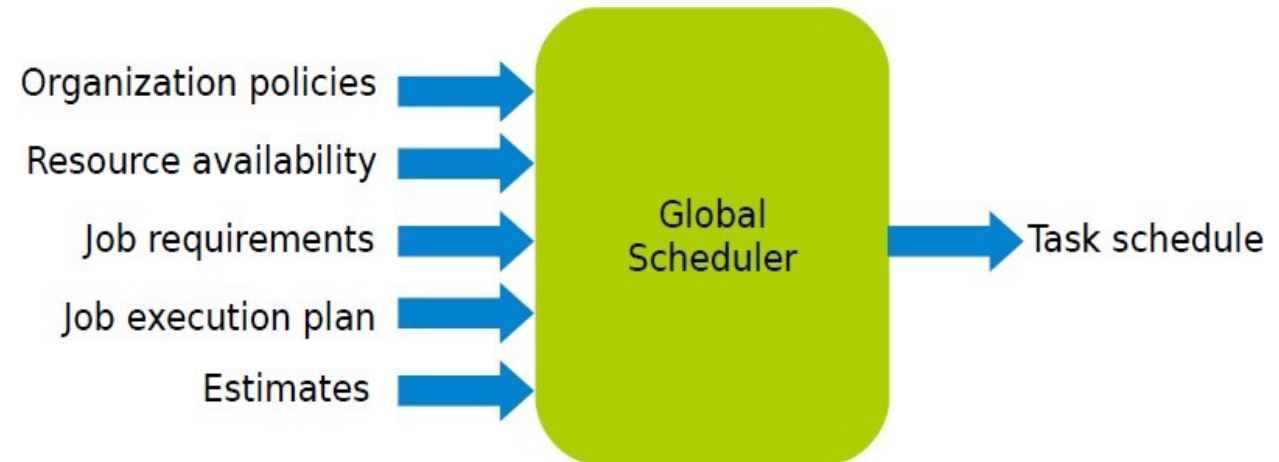 Organization policies
Resource availability
Job requirements
Job execution plan
Estimates
Global
Scheduler
Task schedule